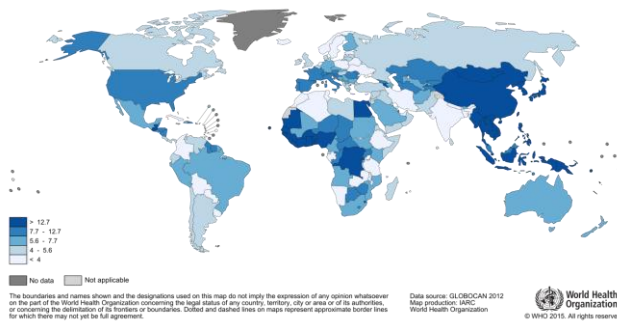 > 12.7
7.7 - 12.7
5.6 - 7.7
4 - 5.6
< 4
No data
Not applicable
The boundaries and names shown and the designations used on this map do not imply the expression of any opinion whatsoever
on the part of the World Health Organization concerning the legal status of any country, territory, city or area or of its authorities,
or concerning the delimitation of its frontiers or boundaries. Dotted and dashed lines on maps represent approximate border lines
for which there may not yet be full agreement.
Data source: GLOBOCAN 2012
Map production: IARC
World Health Organization
World Health
Organization
© WHO 2015. All rights reserve